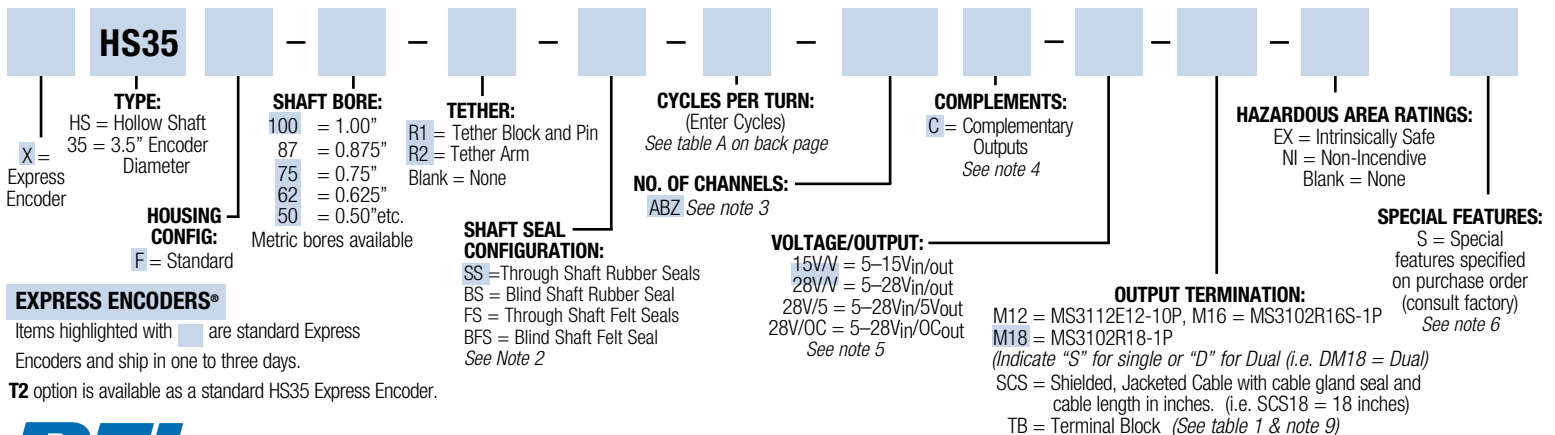 HS35 – – – – – – – –
X =
Express
Encoder
TYPE:
HS = Hollow Shaft
35 = 3.5" Encoder
Diameter
HOUSING
CONFIG:
F = Standard
SHAFT BORE:
100 = 1.00"
87 = 0.875"
75 = 0.75"
62 = 0.625"
50 = 0.50"etc.
Metric bores available
TETHER:
R1 = Tether Block and Pin
R2 = Tether Arm
Blank = None
SHAFT SEAL
CONFIGURATION:
SS =Through Shaft Rubber Seals
BS = Blind Shaft Rubber Seal
FS = Through Shaft Felt Seals
BFS = Blind Shaft Felt Seal
See Note 2
CYCLES PER TURN:
(Enter Cycles)
See table A on back page
NO. OF CHANNELS:
ABZ See note 3
COMPLEMENTS:
C = Complementary
Outputs
See note 4
VOLTAGE/OUTPUT:
15V/V = 5–15Vin/out
28V/V = 5–28Vin/out
28V/5 = 5–28Vin/5Vout
28V/OC = 5–28Vin/OCout
See note 5
OUTPUT TERMINATION:
M12 = MS3112E12-10P, M16 = MS3102R16S-1P
M18 = MS3102R18-1P
(Indicate "S" for single or "D" for Dual (i.e. DM18 = Dual)
SCS = Shielded, Jacketed Cable with cable gland seal and
cable length in inches. (i.e. SCS18 = 18 inches)
TB = Terminal Block (See table 1 & note 9)
HAZARDOUS AREA RATINGS:
EX = Intrinsically Safe
NI = Non-Incendive
Blank = None
SPECIAL FEATURES:
S = Special
features specified
on purchase order
(consult factory)
See note 6
EXPRESS ENCODERS®
Items highlighted with are standard Express
Encoders and ship in one to three days.
T2 option is available as a standard HS35 Express Encoder.